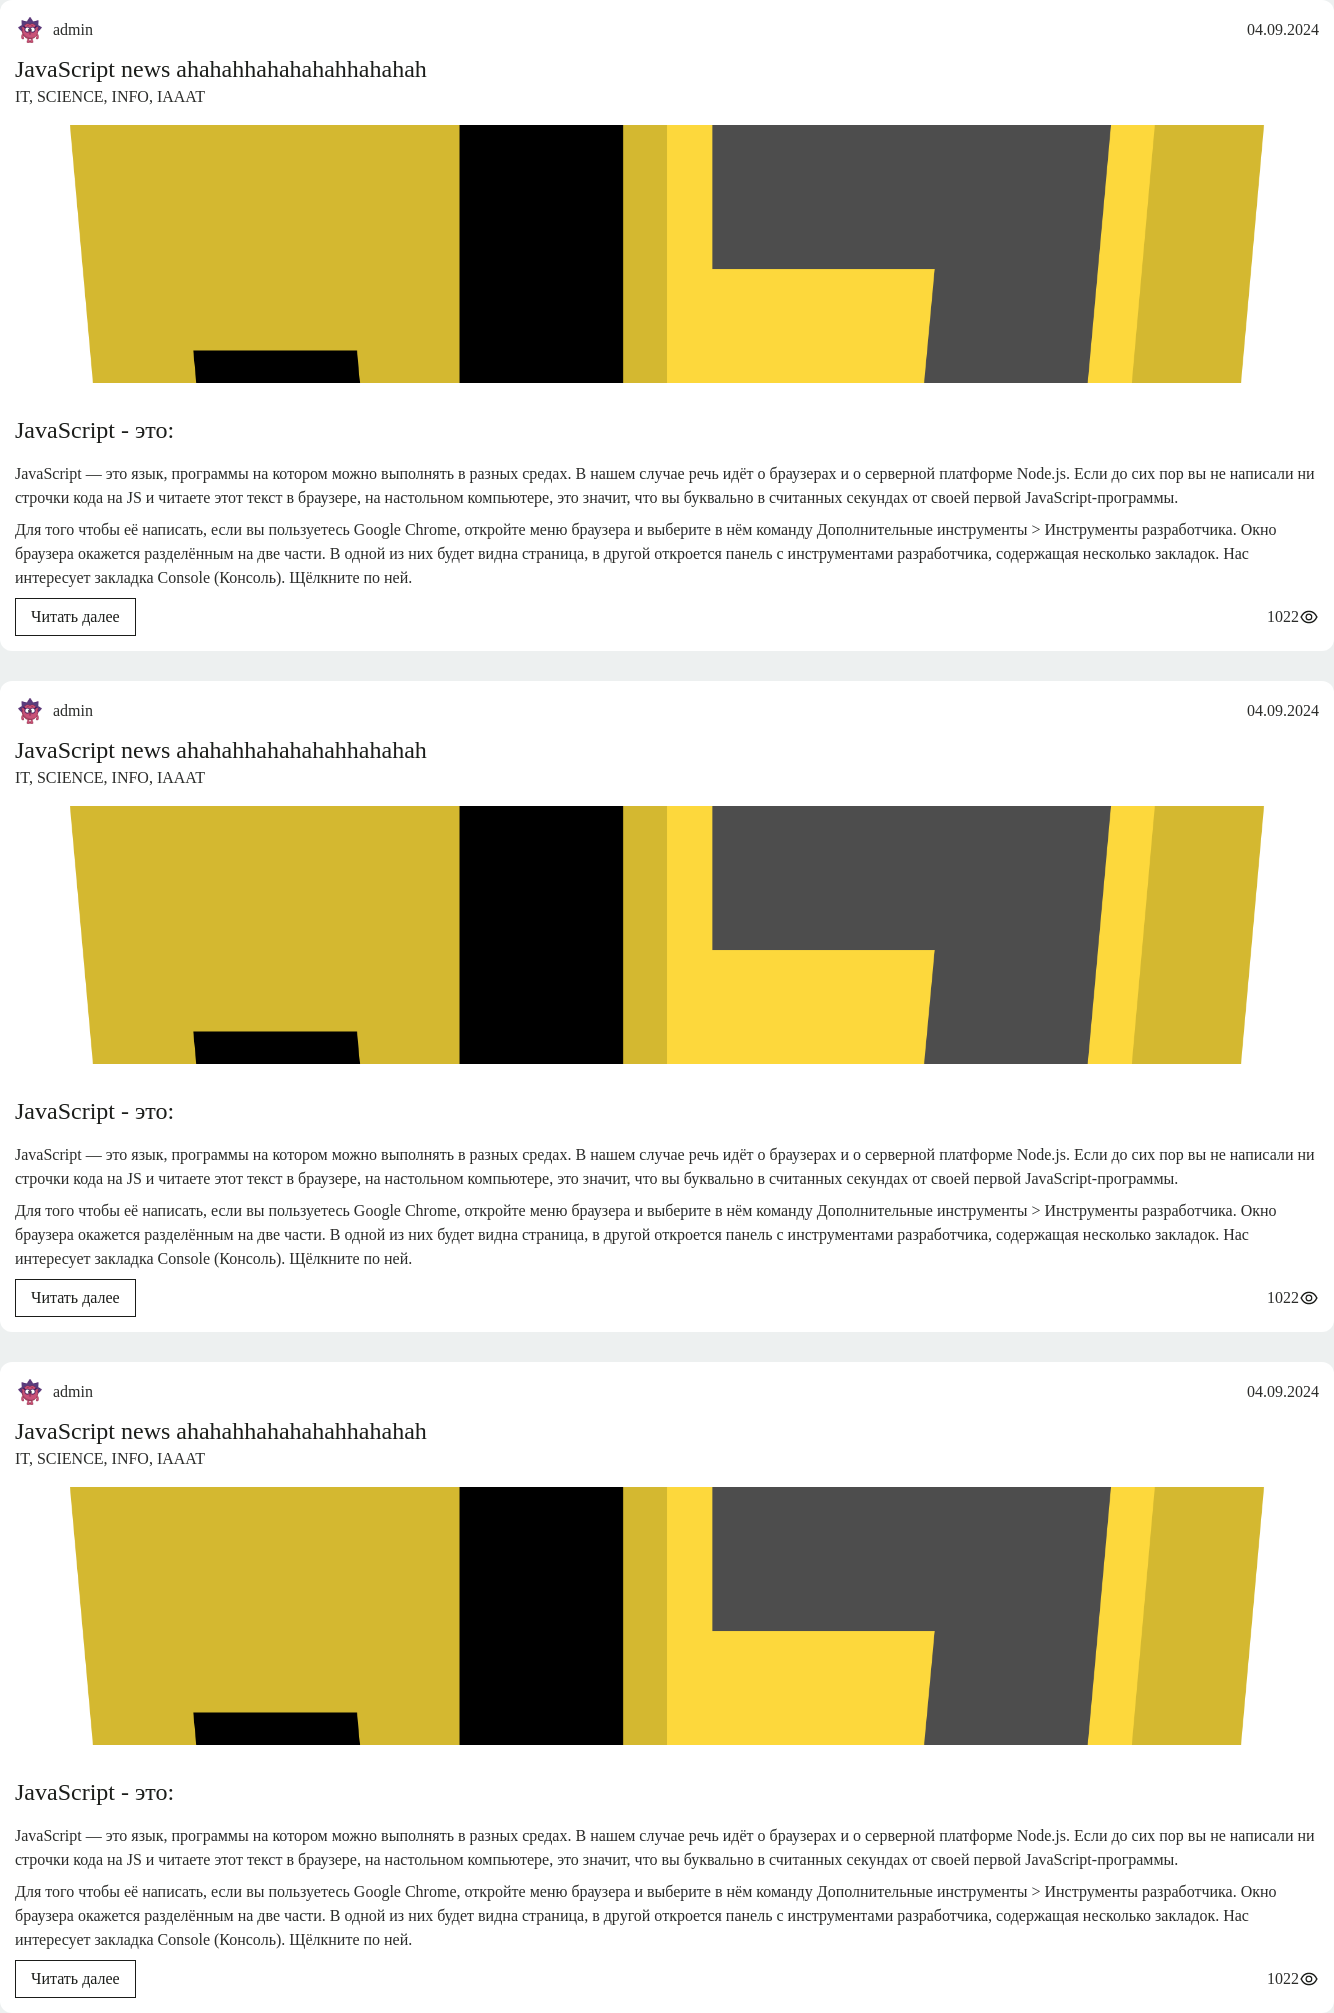 admin 04.09.2024
JavaScript news ahahahhahahahahhahahah
IT, SCIENCE, INFO, IAAAT
JavaScript - это:
JavaScript — это язык, программы на котором можно выполнять в разных средах. В нашем случае речь идёт о браузерах и о серверной платформе Node.js. Если до сих пор вы не написали ни
строчки кода на JS и читаете этот текст в браузере, на настольном компьютере, это значит, что вы буквально в считанных секундах от своей первой JavaScript-программы.
Для того чтобы её написать, если вы пользуетесь Google Chrome, откройте меню браузера и выберите в нём команду Дополнительные инструменты > Инструменты разработчика. Окно
браузера окажется разделённым на две части. В одной из них будет видна страница, в другой откроется панель с инструментами разработчика, содержащая несколько закладок. Нас
интересует закладка Console (Консоль). Щёлкните по ней.
Читать далее 1022
admin 04.09.2024
JavaScript news ahahahhahahahahhahahah
IT, SCIENCE, INFO, IAAAT
JavaScript - это:
JavaScript — это язык, программы на котором можно выполнять в разных средах. В нашем случае речь идёт о браузерах и о серверной платформе Node.js. Если до сих пор вы не написали ни
строчки кода на JS и читаете этот текст в браузере, на настольном компьютере, это значит, что вы буквально в считанных секундах от своей первой JavaScript-программы.
Для того чтобы её написать, если вы пользуетесь Google Chrome, откройте меню браузера и выберите в нём команду Дополнительные инструменты > Инструменты разработчика. Окно
браузера окажется разделённым на две части. В одной из них будет видна страница, в другой откроется панель с инструментами разработчика, содержащая несколько закладок. Нас
интересует закладка Console (Консоль). Щёлкните по ней.
Читать далее 1022
admin 04.09.2024
JavaScript news ahahahhahahahahhahahah
IT, SCIENCE, INFO, IAAAT
JavaScript - это:
JavaScript — это язык, программы на котором можно выполнять в разных средах. В нашем случае речь идёт о браузерах и о серверной платформе Node.js. Если до сих пор вы не написали ни
строчки кода на JS и читаете этот текст в браузере, на настольном компьютере, это значит, что вы буквально в считанных секундах от своей первой JavaScript-программы.
Для того чтобы её написать, если вы пользуетесь Google Chrome, откройте меню браузера и выберите в нём команду Дополнительные инструменты > Инструменты разработчика. Окно
браузера окажется разделённым на две части. В одной из них будет видна страница, в другой откроется панель с инструментами разработчика, содержащая несколько закладок. Нас
интересует закладка Console (Консоль). Щёлкните по ней.
Читать далее 1022